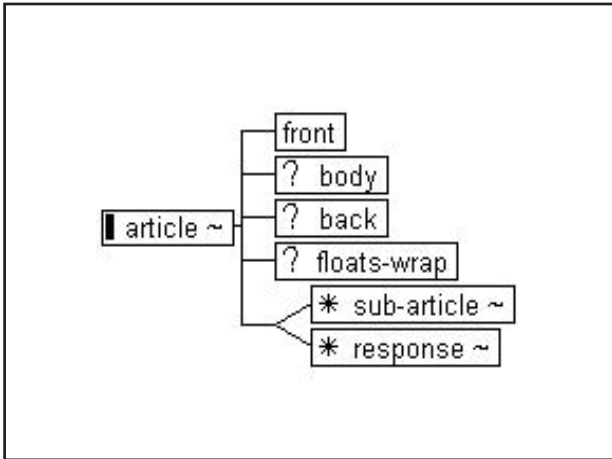 front
? body
? back
article ~
? floats-wrap
* sub-article ~
* response ~